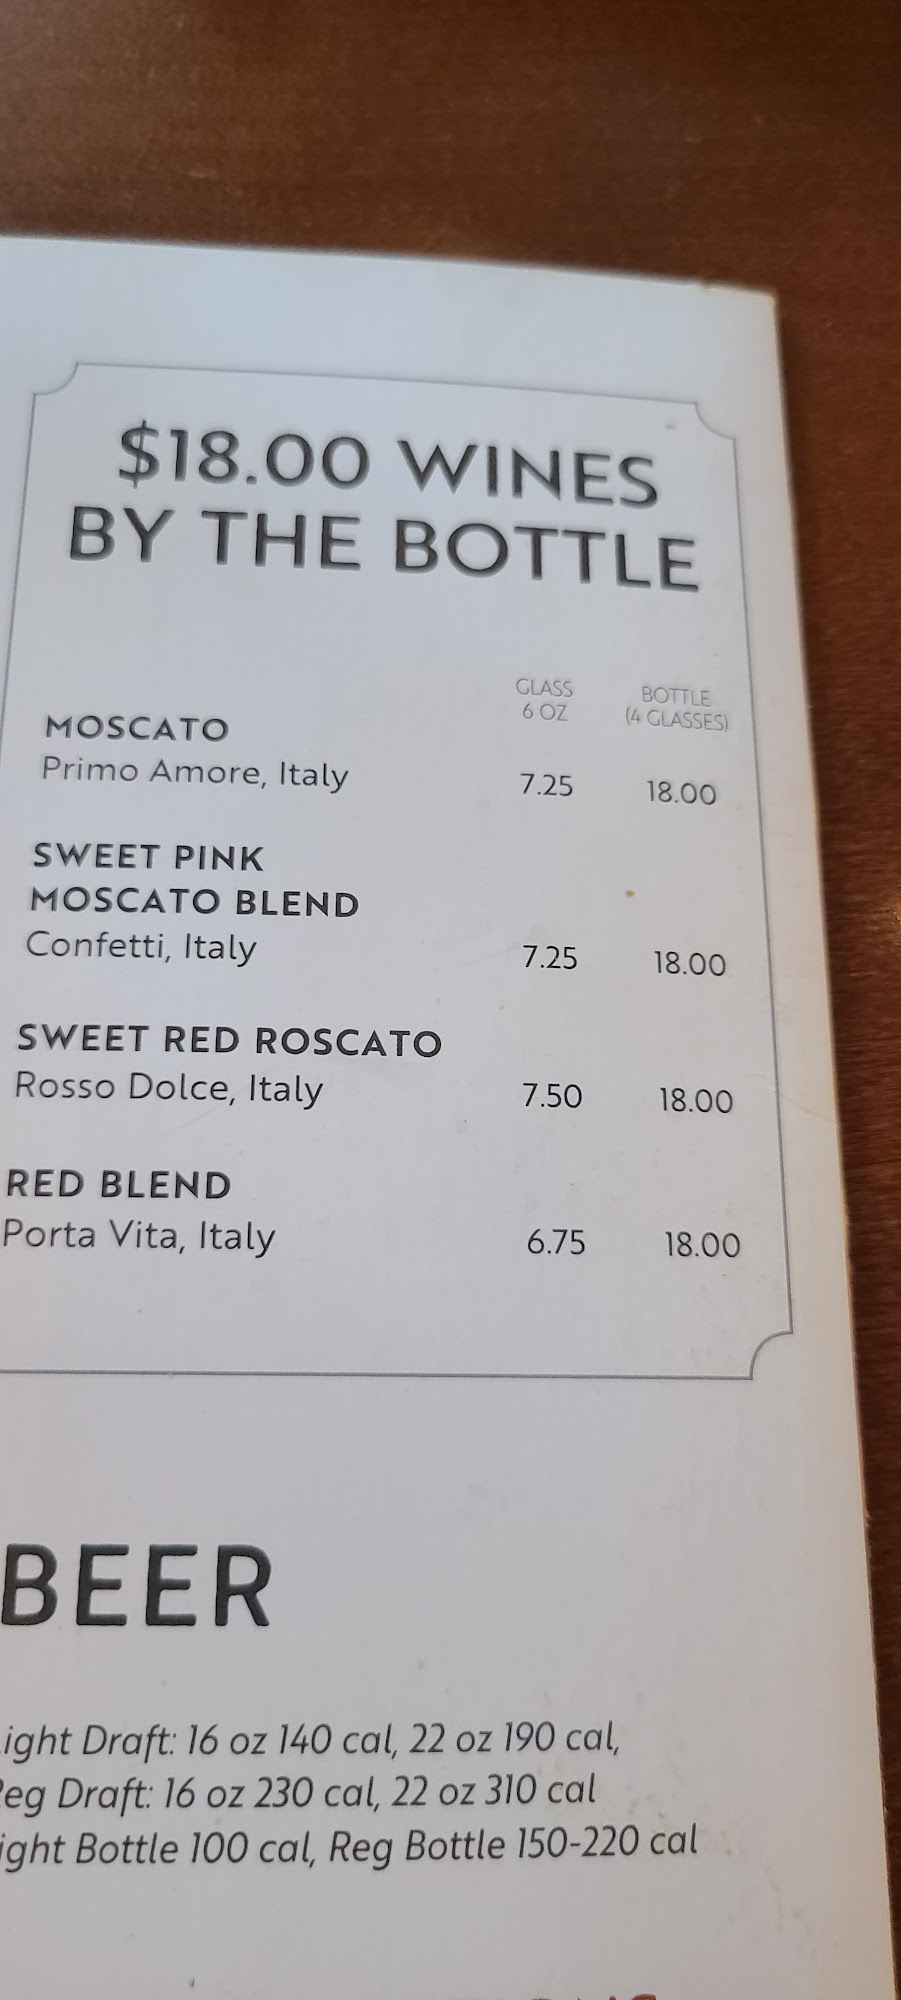 $18.00 WINES
BY THE BOTTLE
GLASS BOTTLE
6 OZ (4 GLASSES)
MOSCATO
Primo Amore, Italy 7.25 18.00
SWEET PINK
MOSCATO BLEND
Confetti, Italy 7.25 18.00
SWEET RED ROSCATO
Rosso Dolce, Italy 7.50 18.00
RED BLEND
Porta Vita, Italy 6.75 18.00
BEER
ight Draft: 16 oz 140 cal, 22 oz 190 cal,
eg Draft: 16 oz 230 cal, 22 oz 310 cal
ight Bottle 100 cal, Reg Bottle 150-220 cal